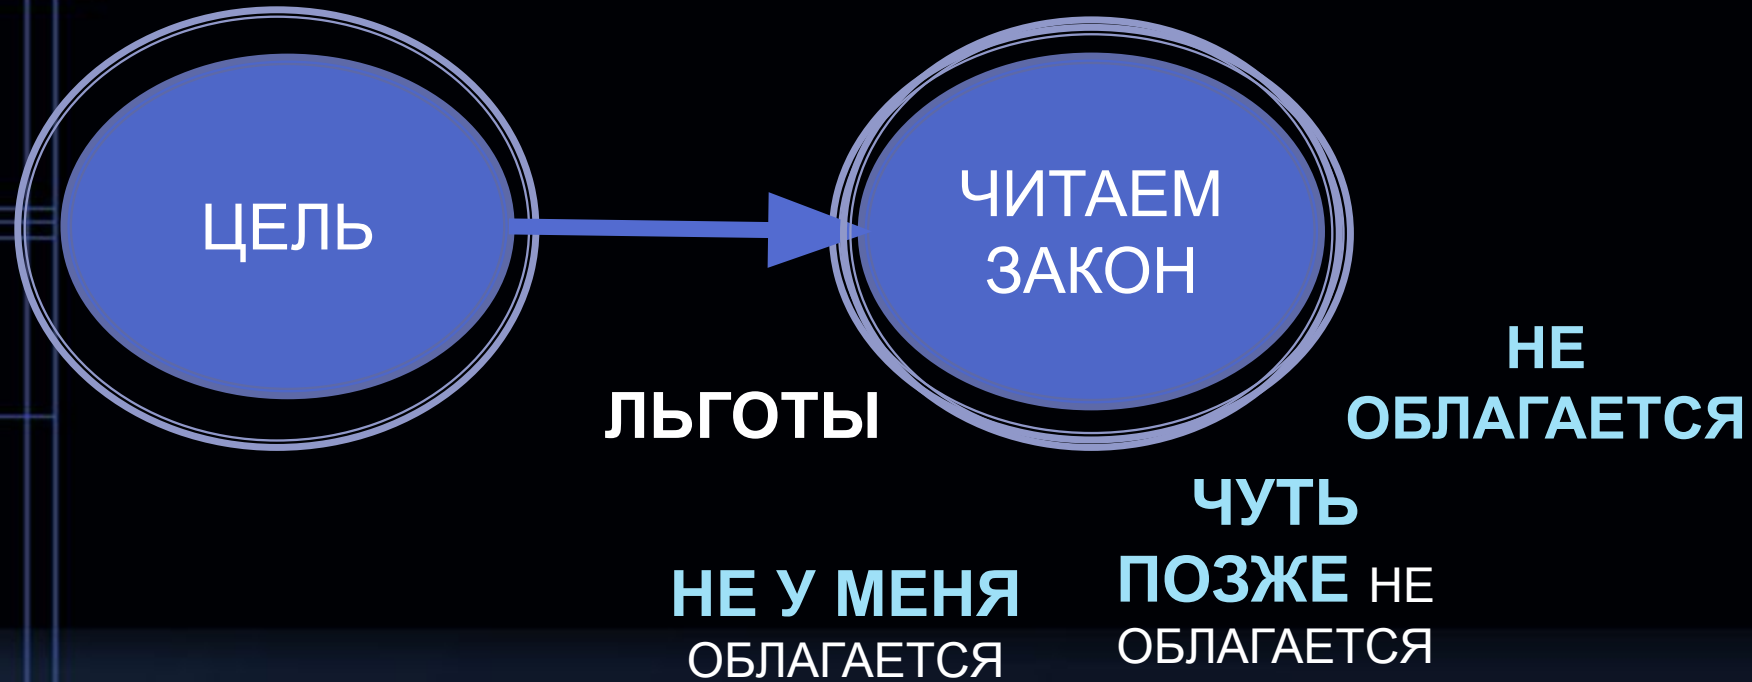 ЦЕЛЬ
ЧИТАЕМ
ЗАКОН
ЛЬГОТЫ
НЕ
ОБЛАГАЕТСЯ
ЧУТЬ
ПОЗЖЕ НЕ
ОБЛАГАЕТСЯ
НЕ У МЕНЯ
ОБЛАГАЕТСЯ